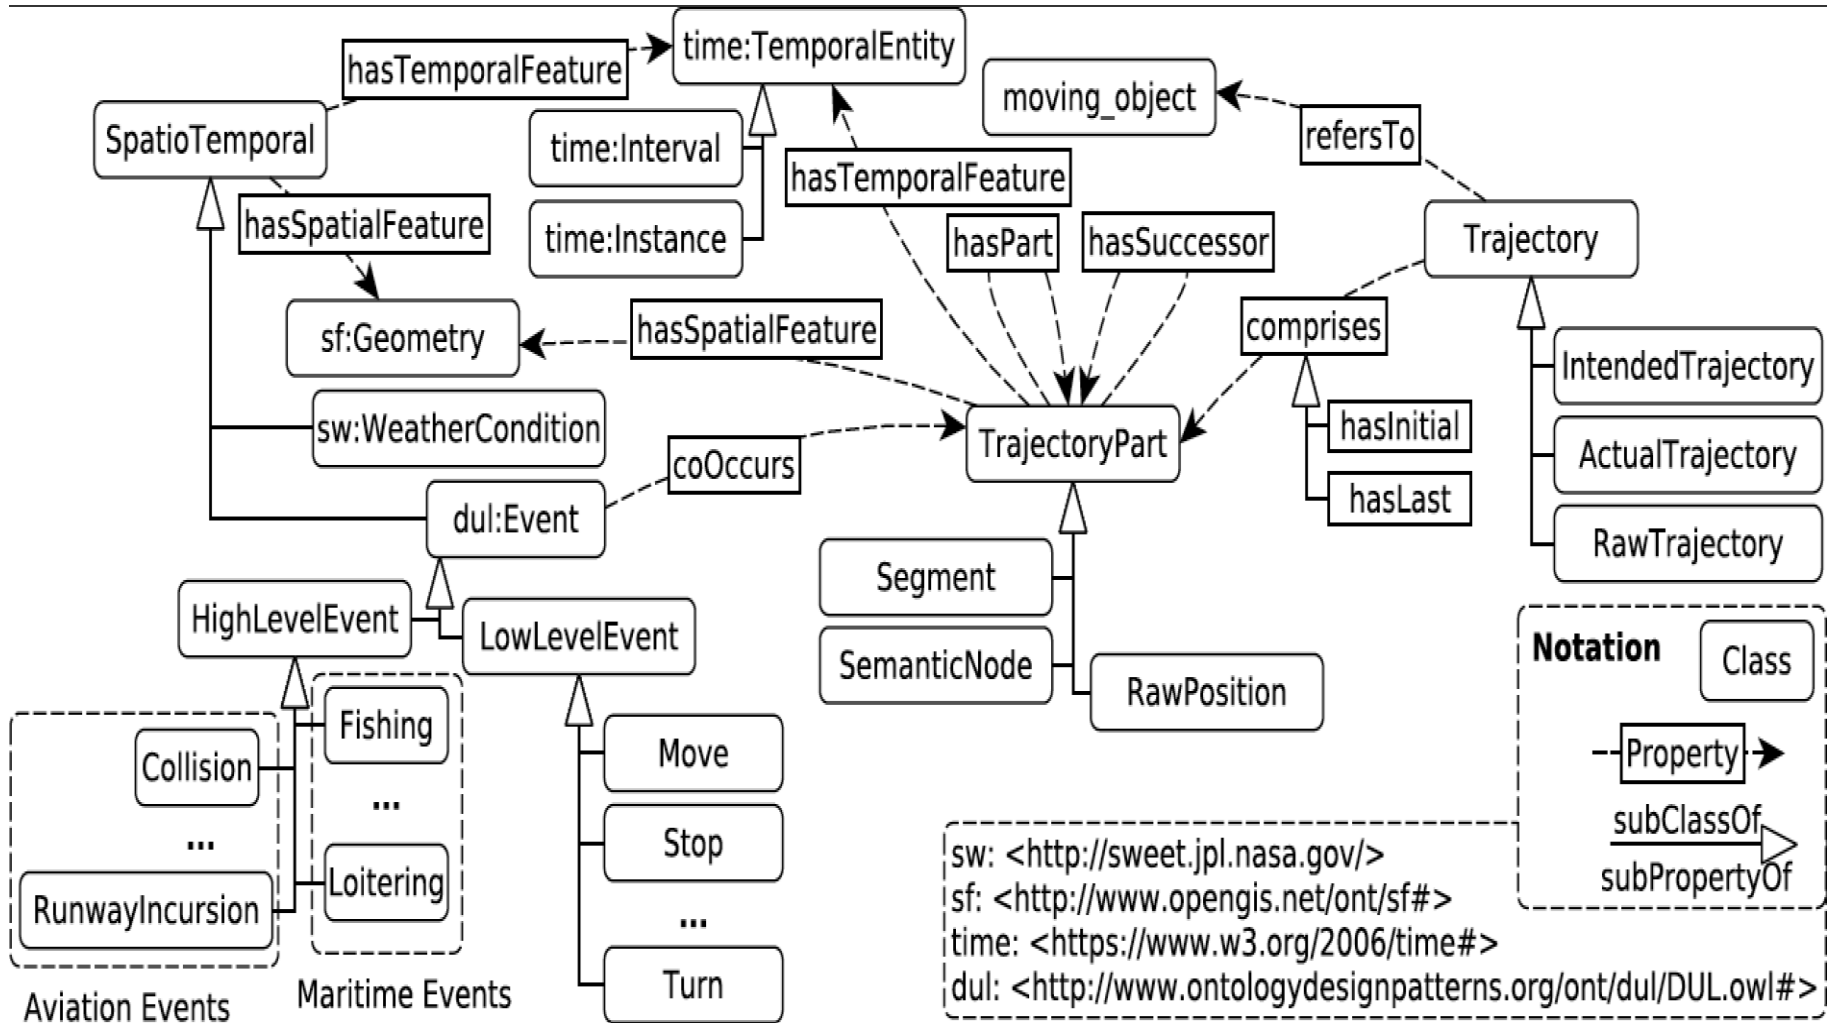 time:TemporalEntity
hasTemporalFeature
moving_object
SpatioTemporal
time:Interval
refersTo
hasTemporalFeature
hasSpatialFeature
time:Instance
hasPart
hasSuccessor
Trajectory
sf:Geometry
hasSpatialFeature
comprises
IntendedTrajectory
sw:WeatherCondition
hasInitial
TrajectoryPart
ActualTrajectory
coOccurs
hasLast
dul:Event
RawTrajectory
Segment
HighLevelEvent
LowLevelEvent
SemanticNode
RawPosition
Notation
Class
Property
subClassOf
subPropertyOf
Fishing
...
Loitering
Collision
...
RunwayIncursion
Move
Stop
...
Turn
Aviation Events
Maritime Events
sw: <http://sweet.jpl.nasa.gov/>
sf: <http://www.opengis.net/ont/sf#>
time: <https://www.w3.org/2006/time#>
dul: <http://www.ontologydesignpatterns.org/ont/dul/DUL.owl#>